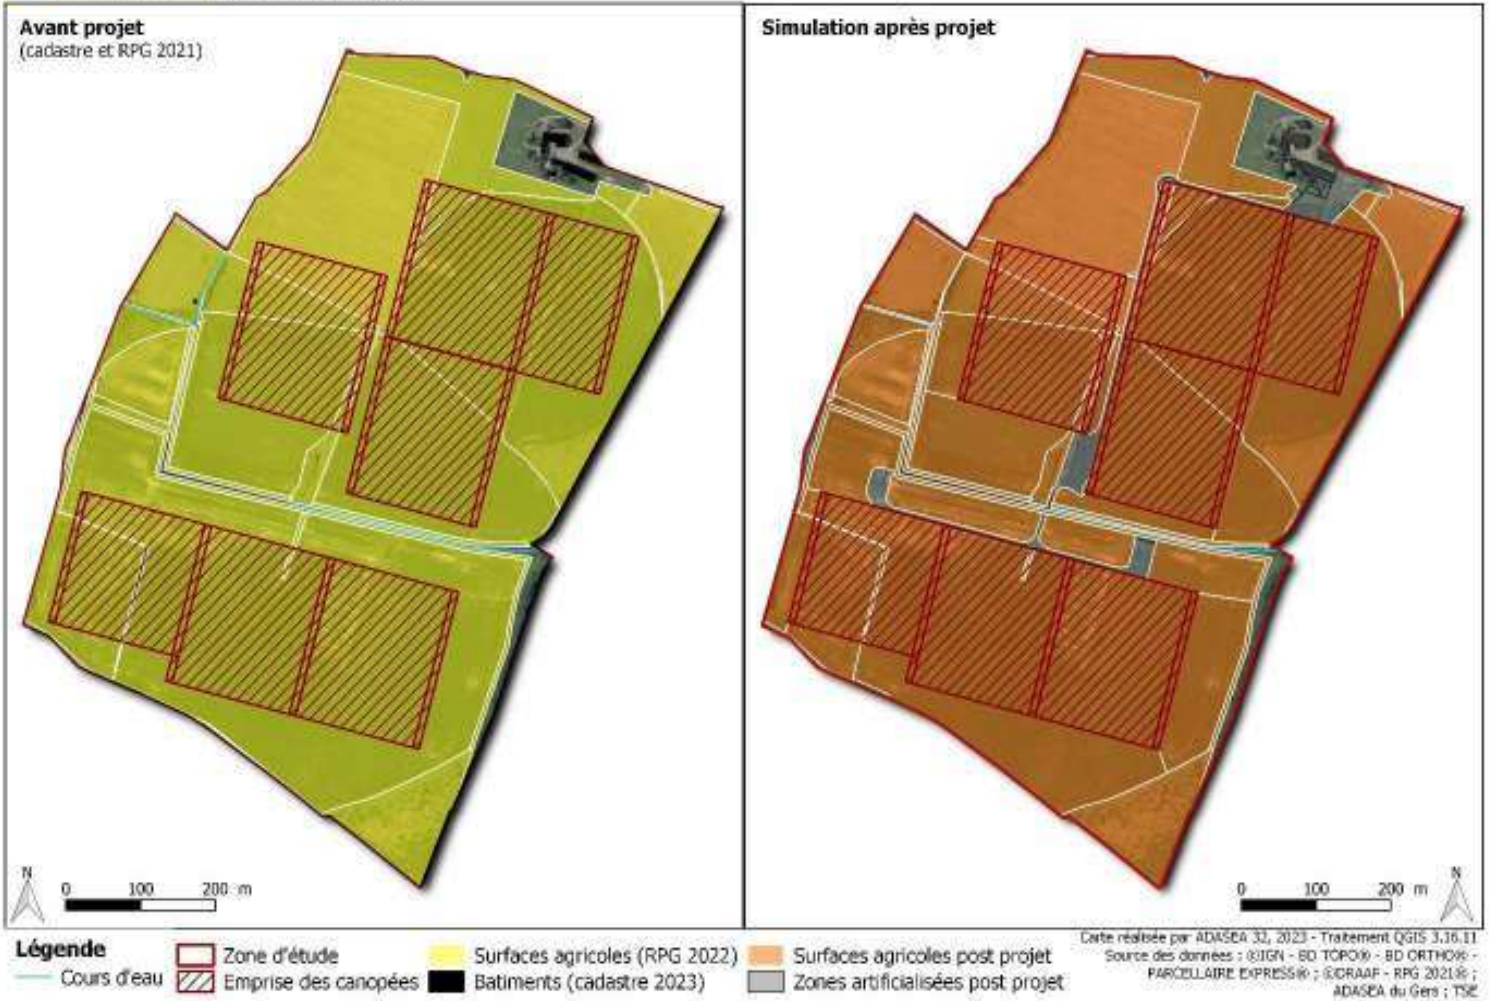 Avant projet
(cadastre et RPG 2021)
Simulation après projet
N
0 100 200 m
0 100 200 m
N
Légende
Cours d'eau
Zone d'étude
Emprise des canopées
Surfaces agricoles (RPG 2022)
Batiments (cadastre 2023)
Surfaces agricoles post projet
Zones artificialisées post projet
Carte réalisée par ADASEA 32, 2023 - Traitement QGIS 3.16.11
Source des données : ©IGN - BD TOPO® - BD ORTHO® -
PARCELLAIRE EXPRESS® ; ©DRAAF - RPG 2021® ;
ADASEA du Gers ; TSE